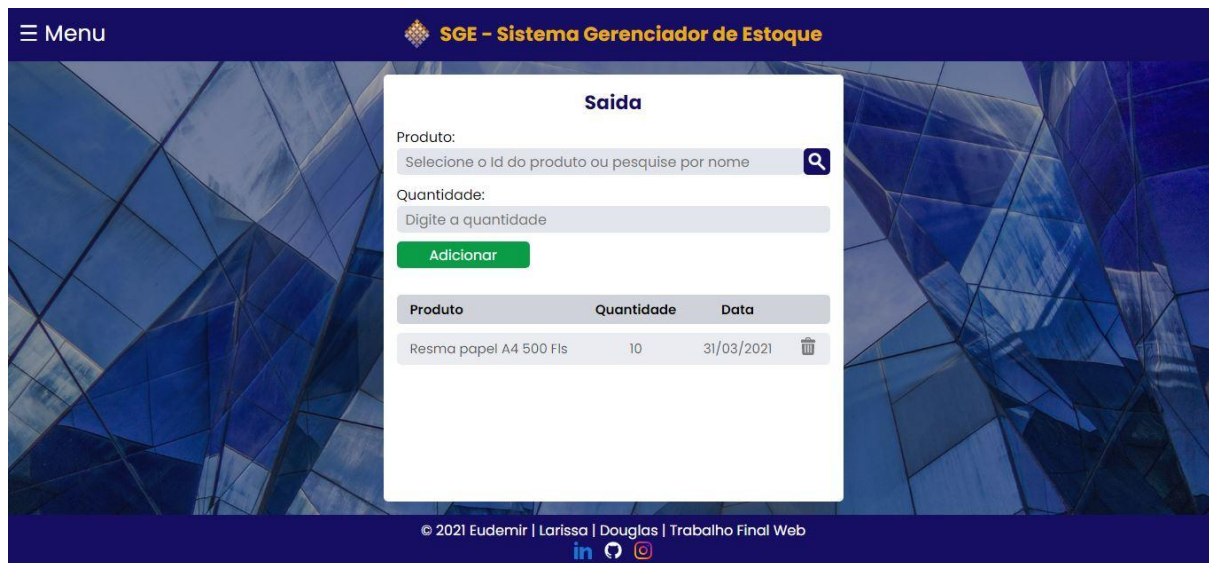 ☰ Menu
SGE - Sistema Gerenciador de Estoque
Saida
Produto:
Selecione o Id do produto ou pesquise por nome
Quantidade:
Digite a quantidade
Adicionar
Produto Quantidade Data
Resma papel A4 500 Fls 10 31/03/2021
© 2021 Eudemir | Larissa | Douglas | Trabalho Final Web
in